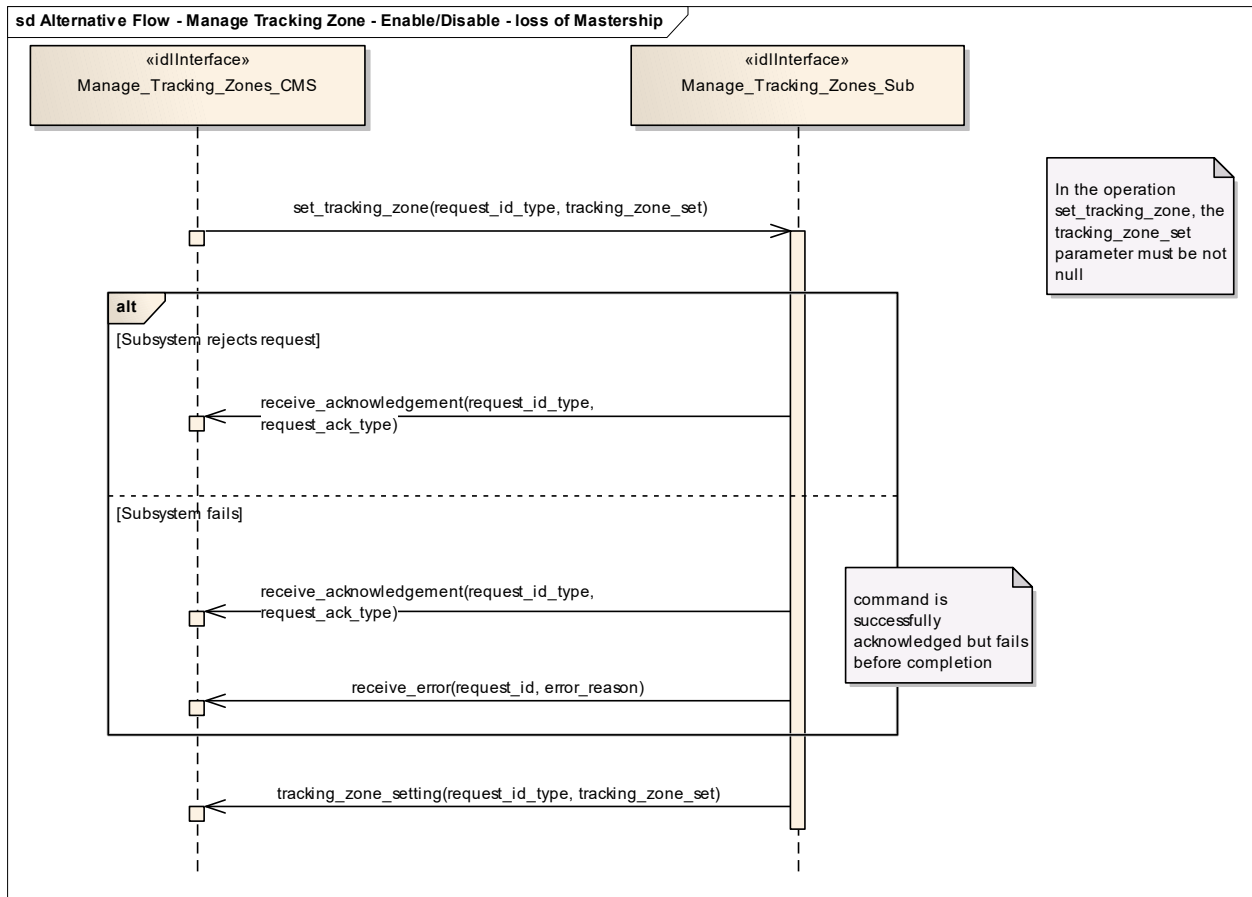 sd Alternative Flow - Manage Tracking Zone - Enable/Disable - loss of Mastership
«idlInterface»
Manage_Tracking_Zones_CMS
«idlInterface»
Manage_Tracking_Zones_Sub
In the operation
set_tracking_zone, the
tracking_zone_set
parameter must be not
null
set_tracking_zone(request_id_type, tracking_zone_set)
alt
[Subsystem rejects request]
receive_acknowledgement(request_id_type,
request_ack_type)
[Subsystem fails]
receive_acknowledgement(request_id_type,
request_ack_type)
command is
successfully
acknowledged but fails
before completion
receive_error(request_id, error_reason)
tracking_zone_setting(request_id_type, tracking_zone_set)